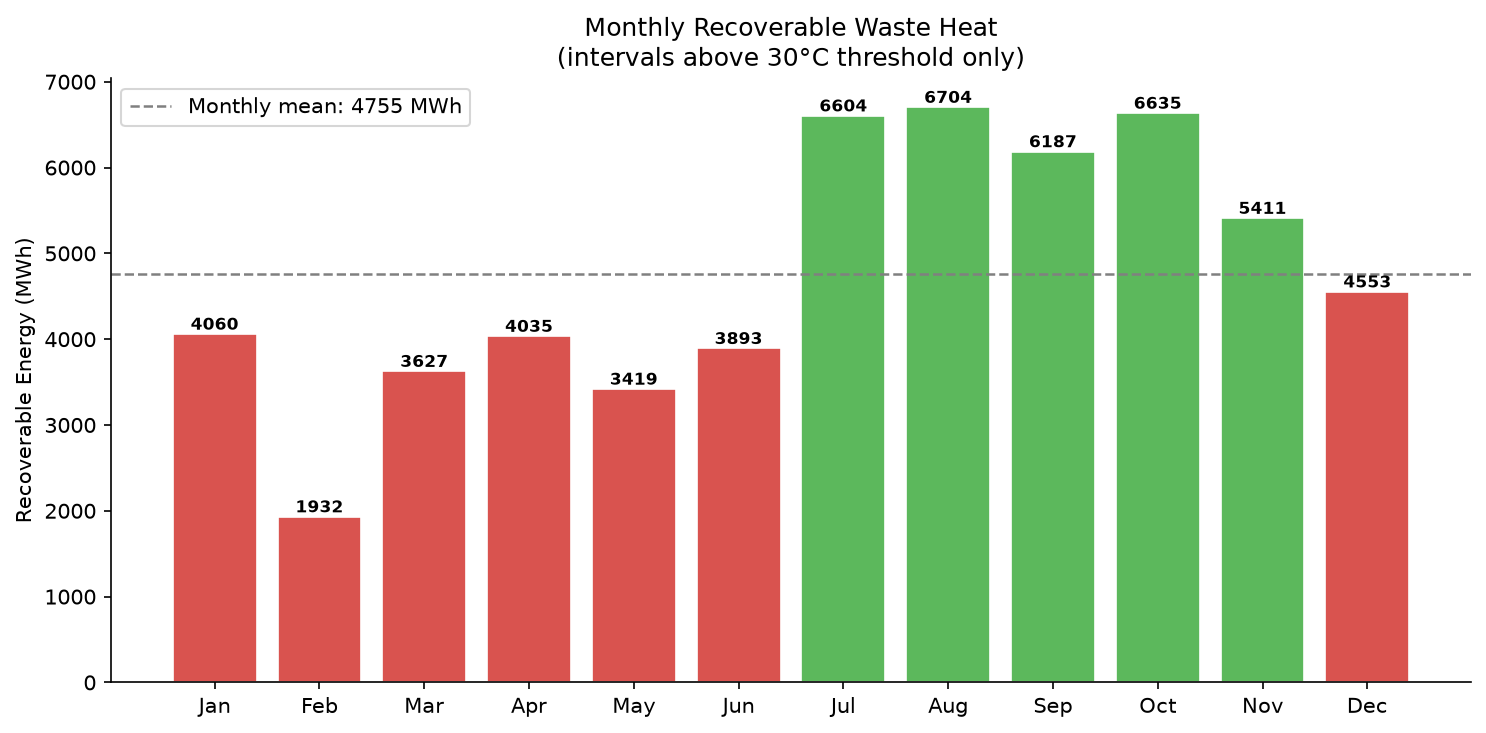 Monthly Recoverable Waste Heat
(intervals above 30°C threshold only)
Monthly mean: 4755 MWh
Recoverable Energy (MWh)
7000
6000
5000
4000
3000
2000
1000
0
4060
1932
3627
4035
3419
3893
6604
6704
6187
6635
5411
4553
Jan
Feb
Mar
Apr
May
Jun
Jul
Aug
Sep
Oct
Nov
Dec